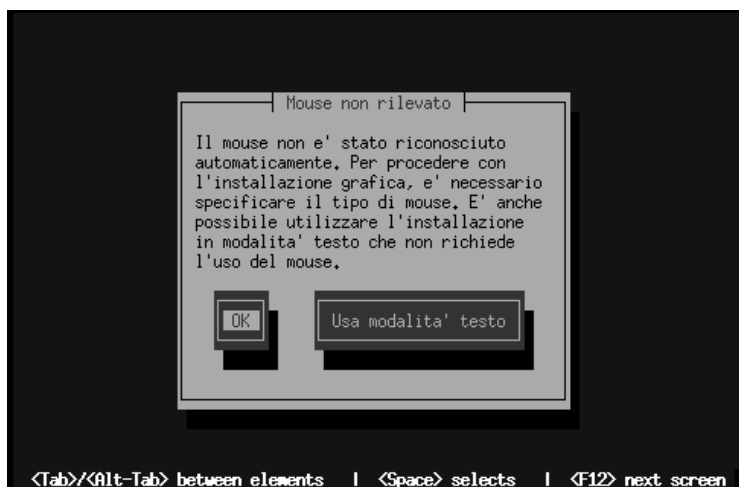 Mouse non rilevato
Il mouse non e' stato riconosciuto
automaticamente. Per procedere con
l'installazione grafica, e' necessario
specificare il tipo di mouse. E' anche
possibile utilizzare l'installazione
in modalita' testo che non richiede
l'uso del mouse.
OK
Usa modalita' testo
<Tab>/<Alt-Tab> between elements | <Space> selects | <F12> next screen